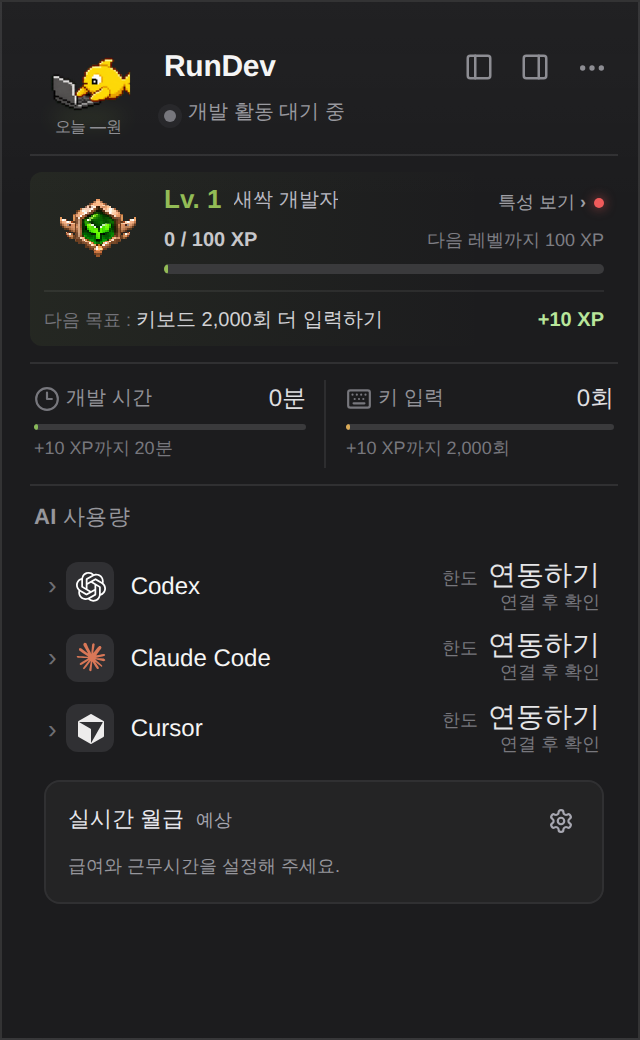 RunDev
개발 활동 대기 중
오늘 —원
Lv. 1 새싹 개발자
특성 보기 ›
0 / 100 XP
다음 레벨까지 100 XP
다음 목표 : 키보드 2,000회 더 입력하기
+10 XP
개발 시간
0분
+10 XP까지 20분
키 입력
0회
+10 XP까지 2,000회
AI 사용량
› Codex
한도 연동하기
연결 후 확인
› Claude Code
한도 연동하기
연결 후 확인
› Cursor
한도 연동하기
연결 후 확인
실시간 월급 예상
급여와 근무시간을 설정해 주세요.